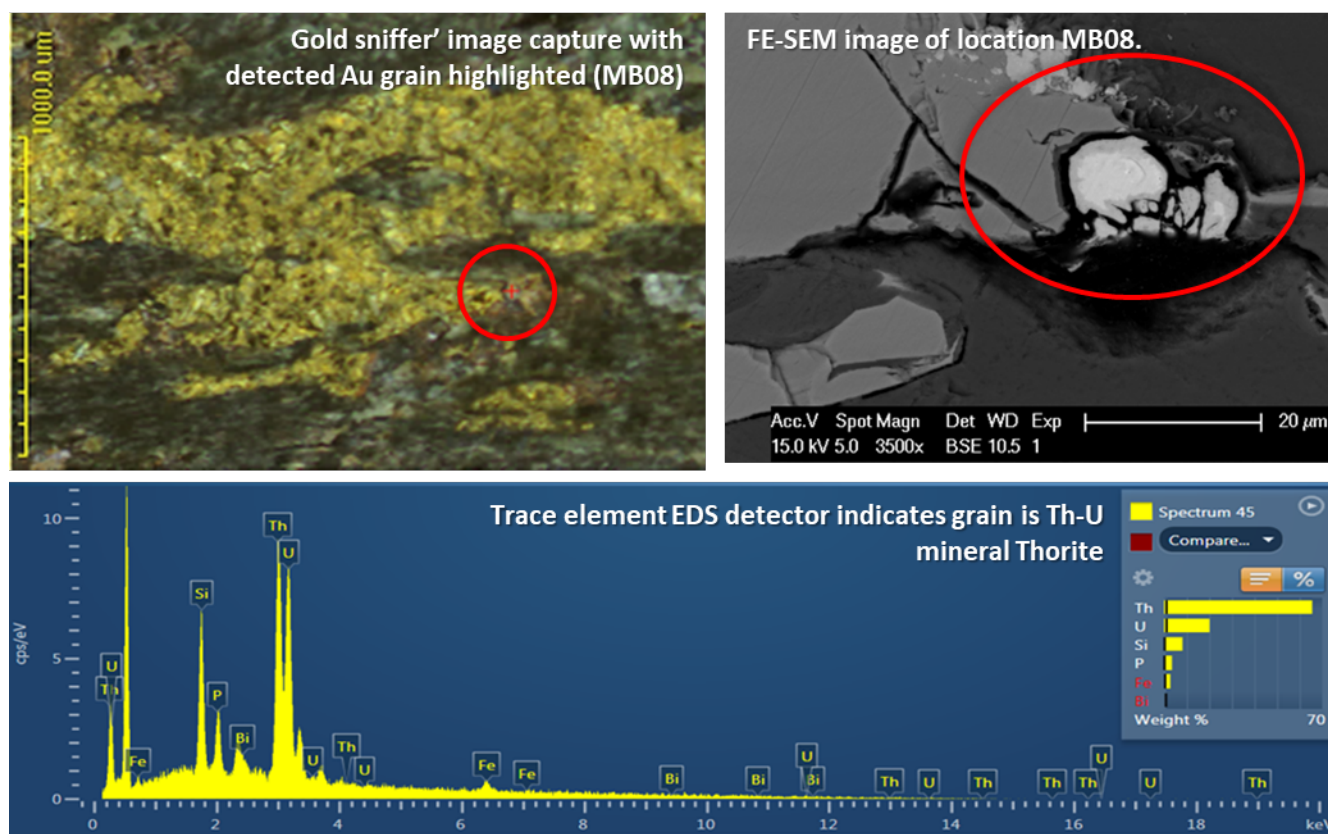 Gold sniffer’ image capture with
detected Au grain highlighted (MB08)
1000.0 um
FE-SEM image of location MB08.
Acc.V Spot Magn Det WD Exp 20 µm
15.0 kV 5.0 3500x BSE 10.5 1
Trace element EDS detector indicates grain is Th-U
mineral Thorite
Spectrum 45
Compare...
%
Th
U
Si
P
Fe
Bi
Weight % 70
cps/eV
10
5
0
U
Th
Fe
Si
P
Bi
Th
U
U
Th
U
Fe
Fe
Bi
Bi
U
Bi
Th
U
Th
Th
Th
U
U
Th
0 2 4 6 8 10 12 14 16 18 keV